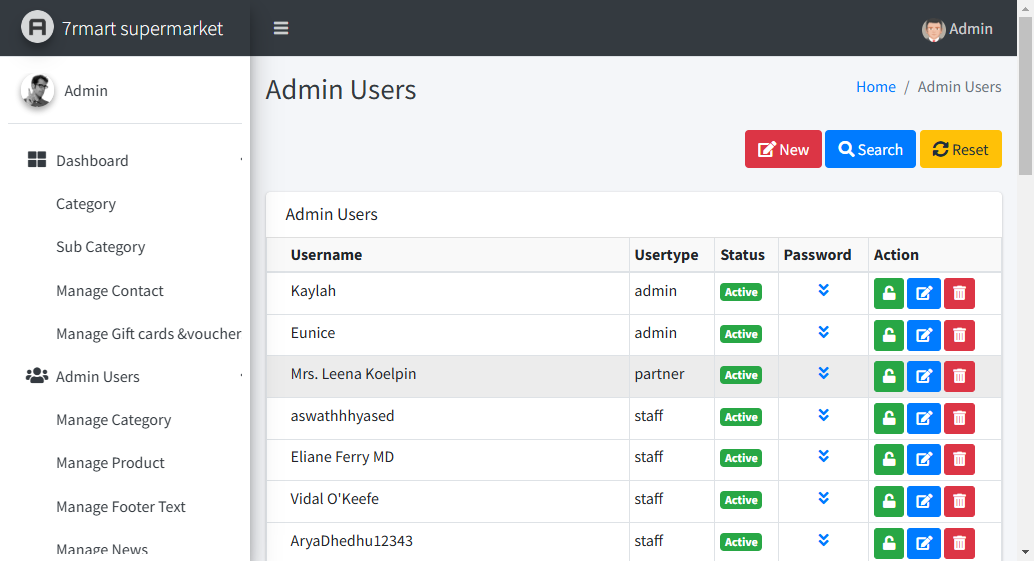 7rmart supermarket
Admin
Admin
Dashboard
Category
Sub Category
Manage Contact
Manage Gift cards &voucher
Admin Users
Manage Category
Manage Product
Manage Footer Text
Manage News
Admin Users
Home / Admin Users
New Search Reset
Admin Users
Username Usertype Status Password Action
Kaylah admin Active
Eunice admin Active
Mrs. Leena Koelpin partner Active
aswathhhyased staff Active
Eliane Ferry MD staff Active
Vidal O'Keefe staff Active
AryaDhedhu12343 staff Active